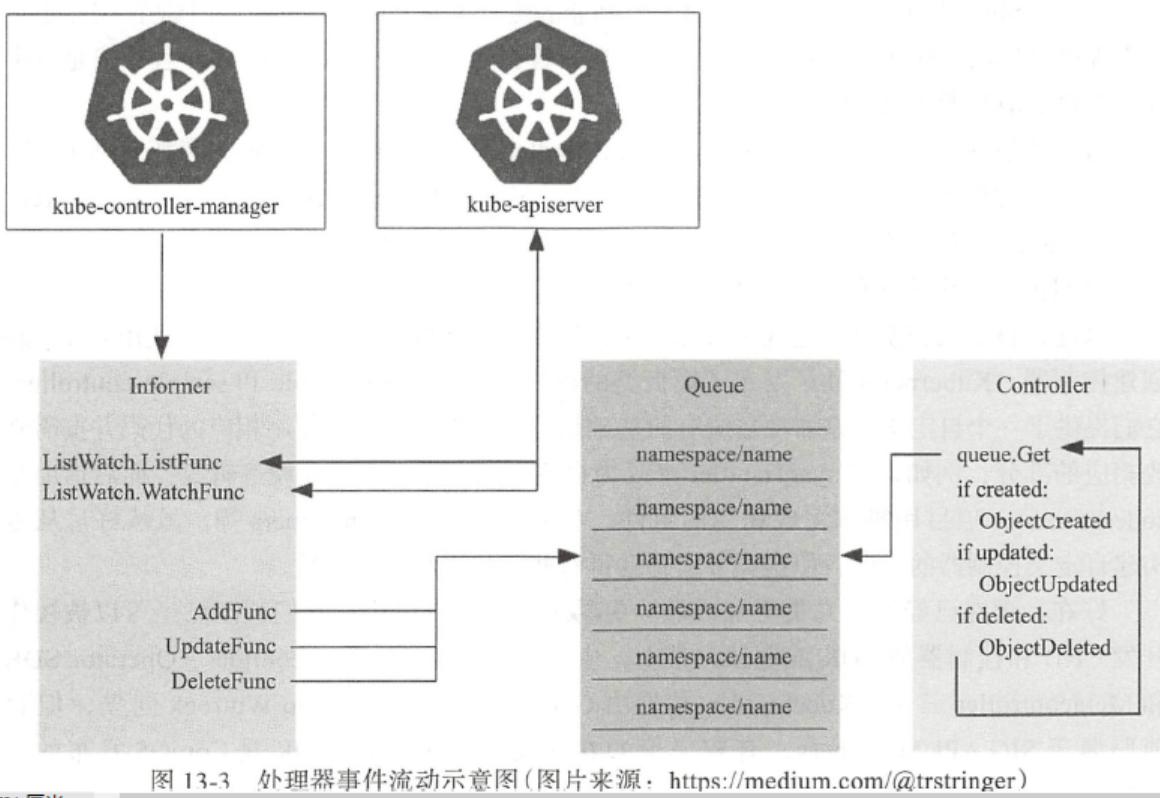 kube-controller-manager
kube-apiserver
Informer
ListWatch.ListFunc
ListWatch.WatchFunc
AddFunc
UpdateFunc
DeleteFunc
Queue
namespace/name
namespace/name
namespace/name
namespace/name
namespace/name
namespace/name
Controller
queue.Get
if created:
ObjectCreated
if updated:
ObjectUpdated
if deleted:
ObjectDeleted
图 13-3 处理器事件流动示意图(图片来源：https://medium.com/@trstringer)